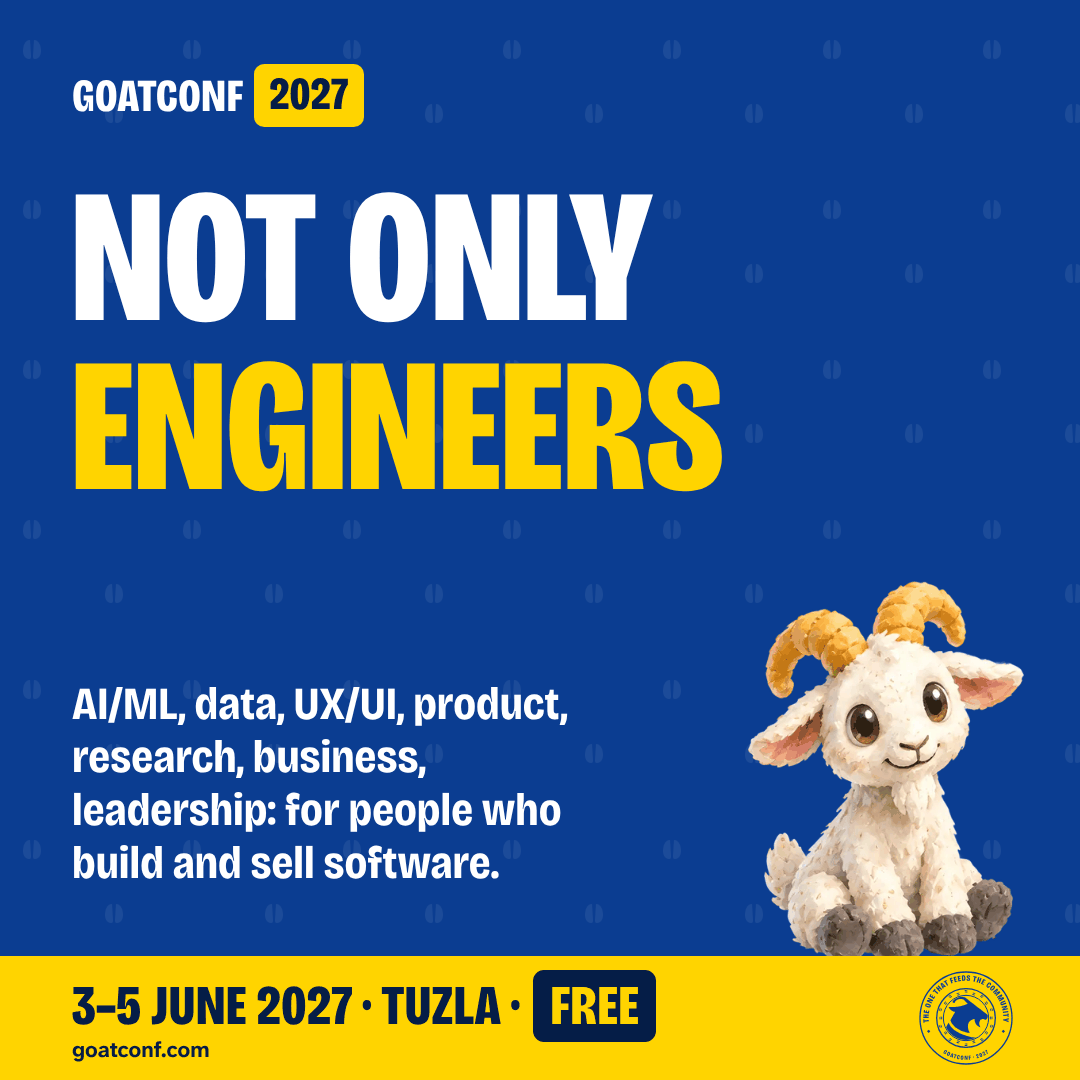 GOATCONF 2027
NOT ONLY
ENGINEERS
AI/ML, data, UX/UI, product,
research, business,
leadership: for people who
build and sell software.
3–5 JUNE 2027 · TUZLA · FREE
goatconf.com
THE ONE THAT FEEDS THE COMMUNITY
GOATCONF · 2027